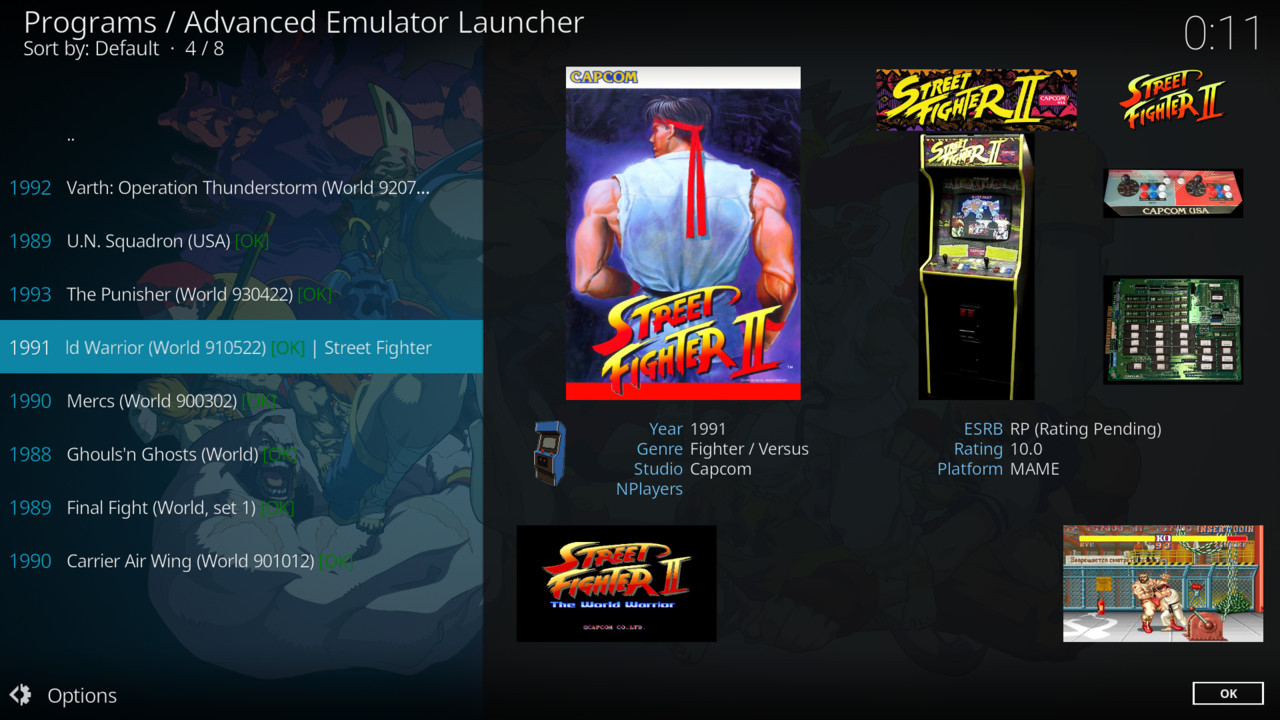 Programs / Advanced Emulator Launcher
Sort by: Default · 4 / 8
0:11
..
1992 Varth: Operation Thunderstorm (World 9207...
1989 U.N. Squadron (USA) [OK]
1993 The Punisher (World 930422) [OK]
1991 ld Warrior (World 910522) [OK] | Street Fighter
1990 Mercs (World 900302) [OK]
1988 Ghouls'n Ghosts (World) [OK]
1989 Final Fight (World, set 1) [OK]
1990 Carrier Air Wing (World 901012) [OK]
Options
CAPCOM
STREET FIGHTER II
TM
STREET FIGHTER II
CAPCOM
STREET FIGHTER II
STREET FIGHTER II
CAPCOM USA
Year 1991
Genre Fighter / Versus
Studio Capcom
NPlayers
ESRB RP (Rating Pending)
Rating 10.0
Platform MAME
STREET FIGHTER II
The World Warrior
©CAPCOM CO.LTD.
INSERT COIN
KO
93
OK